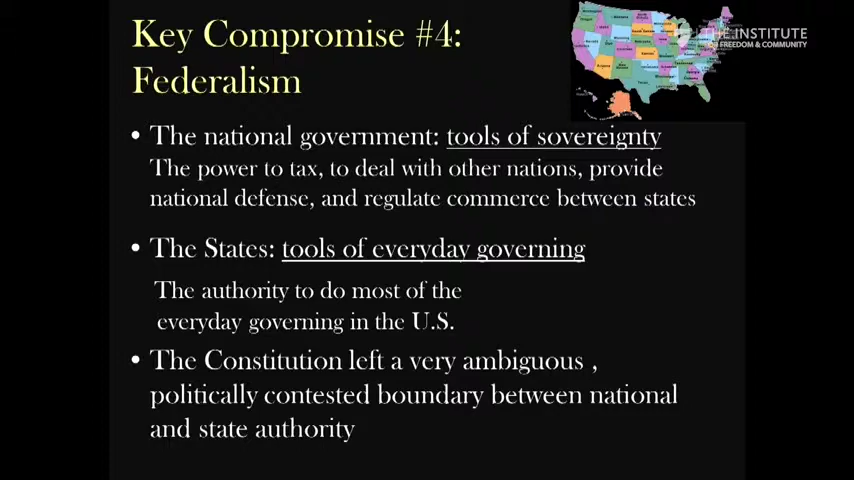 Key Compromise #4:
Federalism
THE INSTITUTE
ON FREEDOM & COMMUNITY
• The national government: tools of sovereignty
The power to tax, to deal with other nations, provide
national defense, and regulate commerce between states
• The States: tools of everyday governing
The authority to do most of the
everyday governing in the U.S.
• The Constitution left a very ambiguous ,
politically contested boundary between national
and state authority